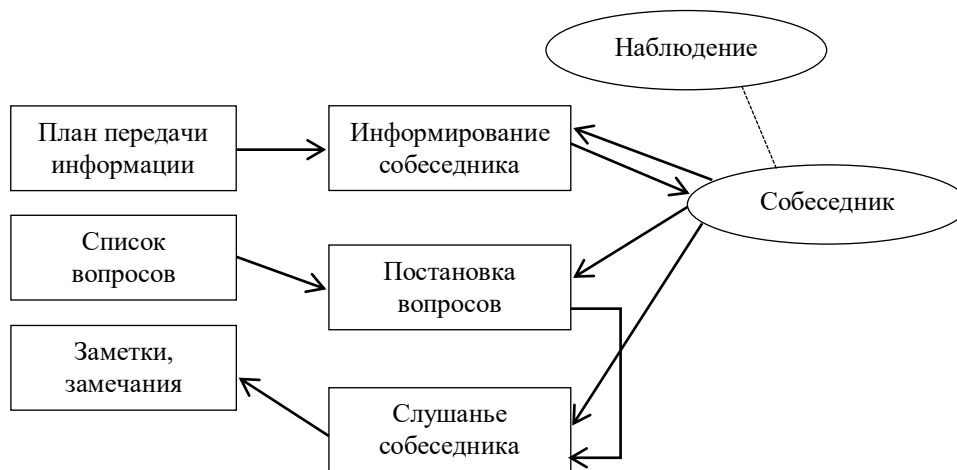 Наблюдение
План передачи
информации
Информирование
собеседника
Собеседник
Список
вопросов
Постановка
вопросов
Заметки,
замечания
Слушанье
собеседника